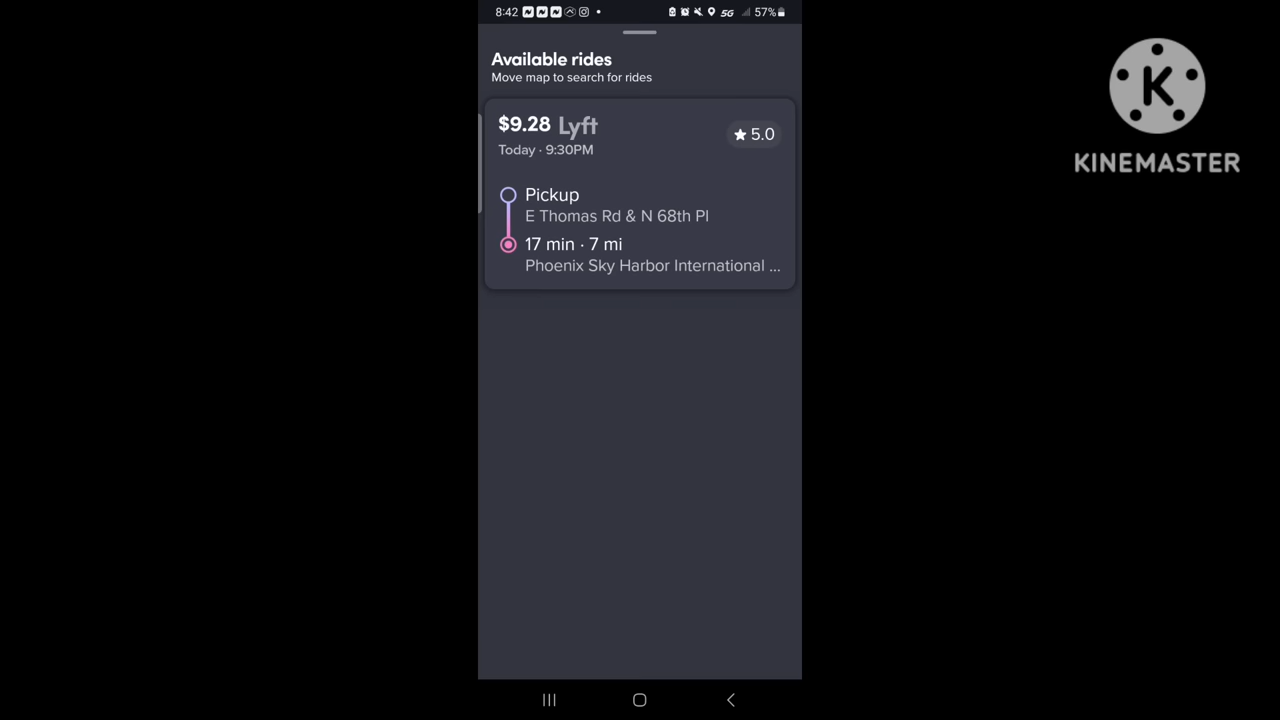 8:42
5G
57%
Available rides
Move map to search for rides
$9.28 Lyft
Today · 9:30PM
★ 5.0
Pickup
E Thomas Rd & N 68th Pl
17 min · 7 mi
Phoenix Sky Harbor International ...
K
KINEMASTER